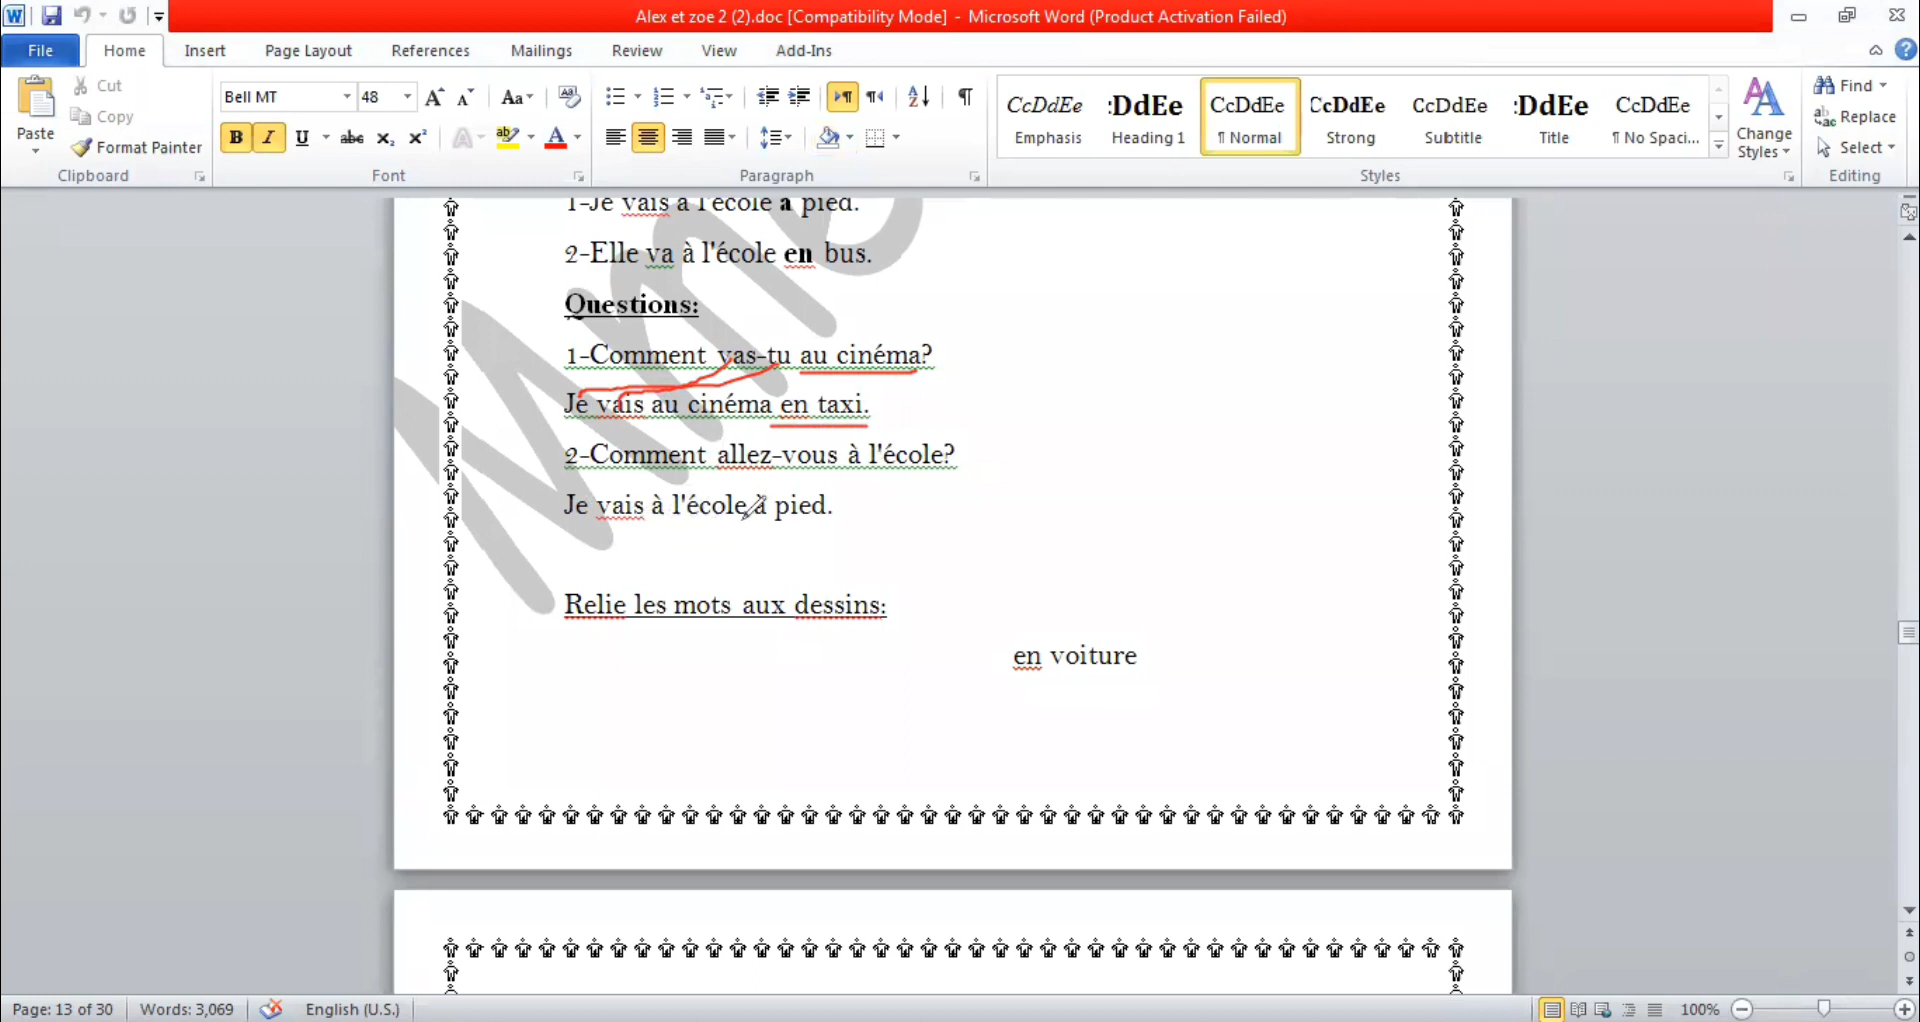 Alex et zoe 2 (2).doc [Compatibility Mode] - Microsoft Word (Product Activation Failed)
File Home Insert Page Layout References Mailings Review View Add-Ins
Paste
Cut
Copy
Format Painter
Clipboard
Bell MT 48
Font
Paragraph
CcDdEe :DdEe CcDdEe CcDdEe CcDdEe :DdEe CcDdEe
Emphasis Heading 1 ¶ Normal Strong Subtitle Title ¶ No Spaci...
Change Styles
Styles
Find
Replace
Select
Editing
Mme
1-Je vais à l'école à pied.
2-Elle va à l'école en bus.
Questions:
1-Comment vas-tu au cinéma?
Je vais au cinéma en taxi.
2-Comment allez-vous à l'école?
Je vais à l'école à pied.
Relie les mots aux dessins:
en voiture
Page: 13 of 30 Words: 3,069 English (U.S.) 100%